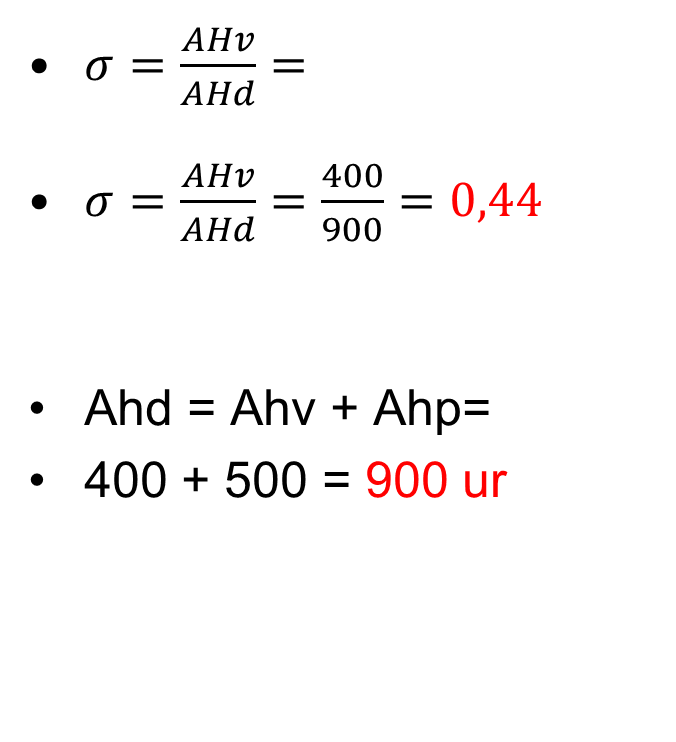 • σ = AHv/AHd =
• σ = AHv/AHd = 400/900 = 0,44
• Ahd = Ahv + Ahp=
• 400 + 500 = 900 ur